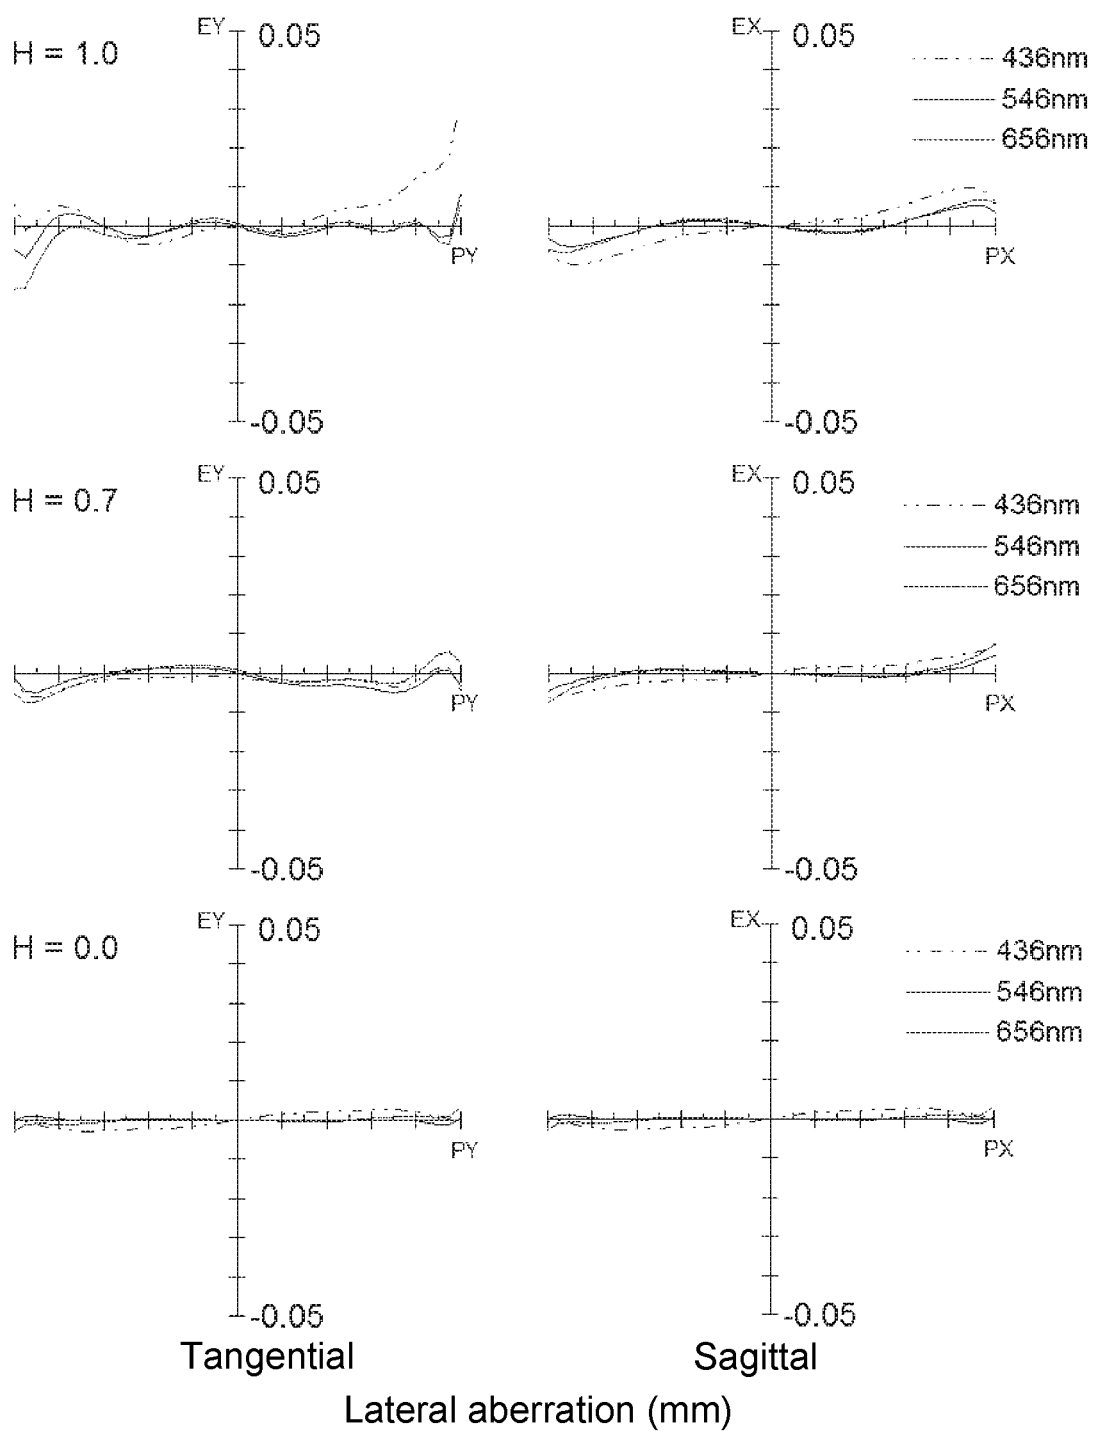 H = 1.0
EY 0.05
EX 0.05
436nm
546nm
656nm
PY
PX
-0.05
-0.05
H = 0.7
EY 0.05
EX 0.05
436nm
546nm
656nm
PY
PX
-0.05
-0.05
H = 0.0
EY 0.05
EX 0.05
436nm
546nm
656nm
PY
PX
-0.05
-0.05
Tangential
Sagittal
Lateral aberration (mm)